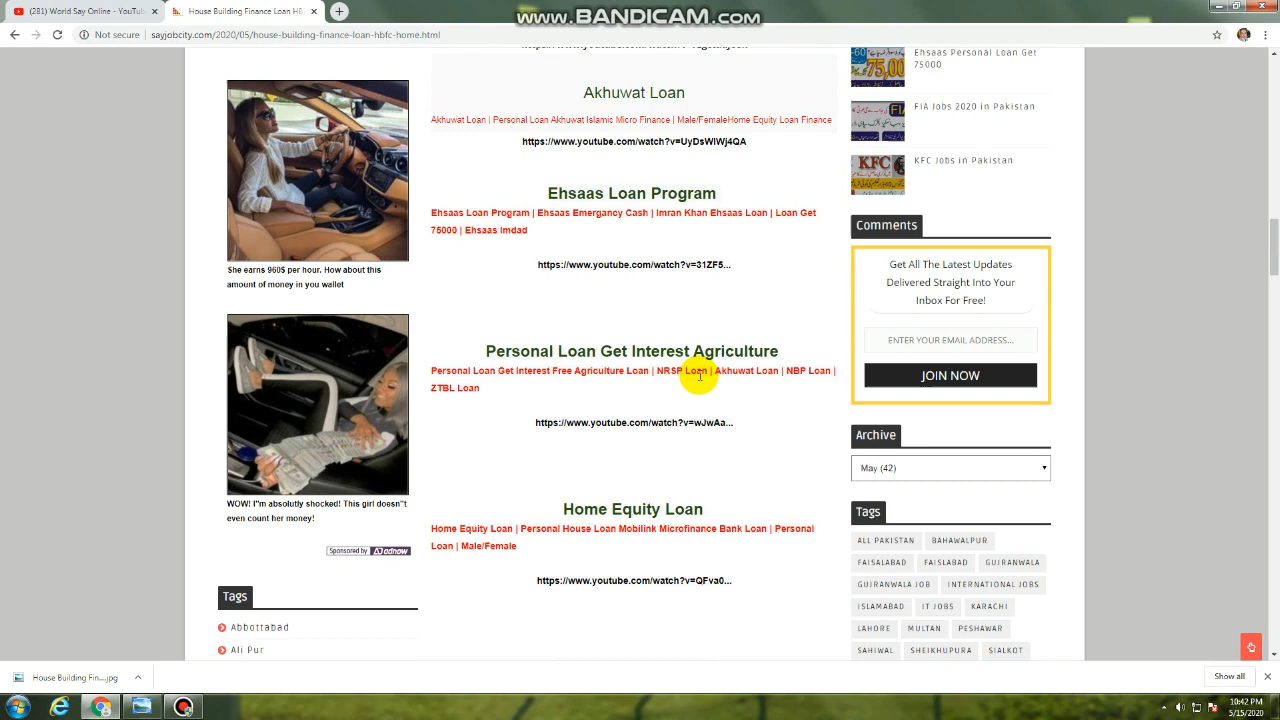 (281) World Say Online - YouTub
House Building Finance
WWW.BANDICAM.COM
Not secure | sayjobcity.com/2020/05/house-building-finance-loan-hbfc-home.html
Akhuwat Loan
Akhuwat Loan | Personal Loan Akhuwat Islamic Micro Finance | Male/FemaleHome Equity Loan Finance
https://www.youtube.com/watch?v=UyDsWIWj4QA
Ehsaas Loan Program
Ehsaas Loan Program | Ehsaas Emergancy Cash | Imran Khan Ehsaas Loan | Loan Get
75000 | Ehsaas Imdad
https://www.youtube.com/watch?v=31ZF5...
Personal Loan Get Interest Agriculture
Personal Loan Get Interest Free Agriculture Loan | NRSP Loan | Akhuwat Loan | NBP Loan |
ZTBL Loan
https://www.youtube.com/watch?v=wJwAa...
Home Equity Loan
Home Equity Loan | Personal House Loan Mobilink Microfinance Bank Loan | Personal
Loan | Male/Female
https://www.youtube.com/watch?v=QFva0...
She earns 960$ per hour. How about this
amount of money in you wallet
WOW! I"m absolutly shocked! This girl doesn"t
even count her money!
Sponsored by adnow
Tags
Abbottabad
Ali Pur
Ehsaas Personal Loan Get
75000
75,00
FIA Jobs 2020 in Pakistan
KFC
KFC Jobs in Pakistan
Comments
Get All The Latest Updates
Delivered Straight Into Your
Inbox For Free!
ENTER YOUR EMAIL ADDRESS...
JOIN NOW
Archive
May (42)
Tags
ALL PAKISTAN
BAHAWALPUR
FAISALABAD
FAISLABAD
GUJRANWALA
GUJRANWALA JOB
INTERNATIONAL JOBS
ISLAMABAD
IT JOBS
KARACHI
LAHORE
MULTAN
PESHAWAR
SAHIWAL
SHEIKHUPURA
SIALKOT
House Building Fin....jpg
Show all
10:42 PM
5/15/2020